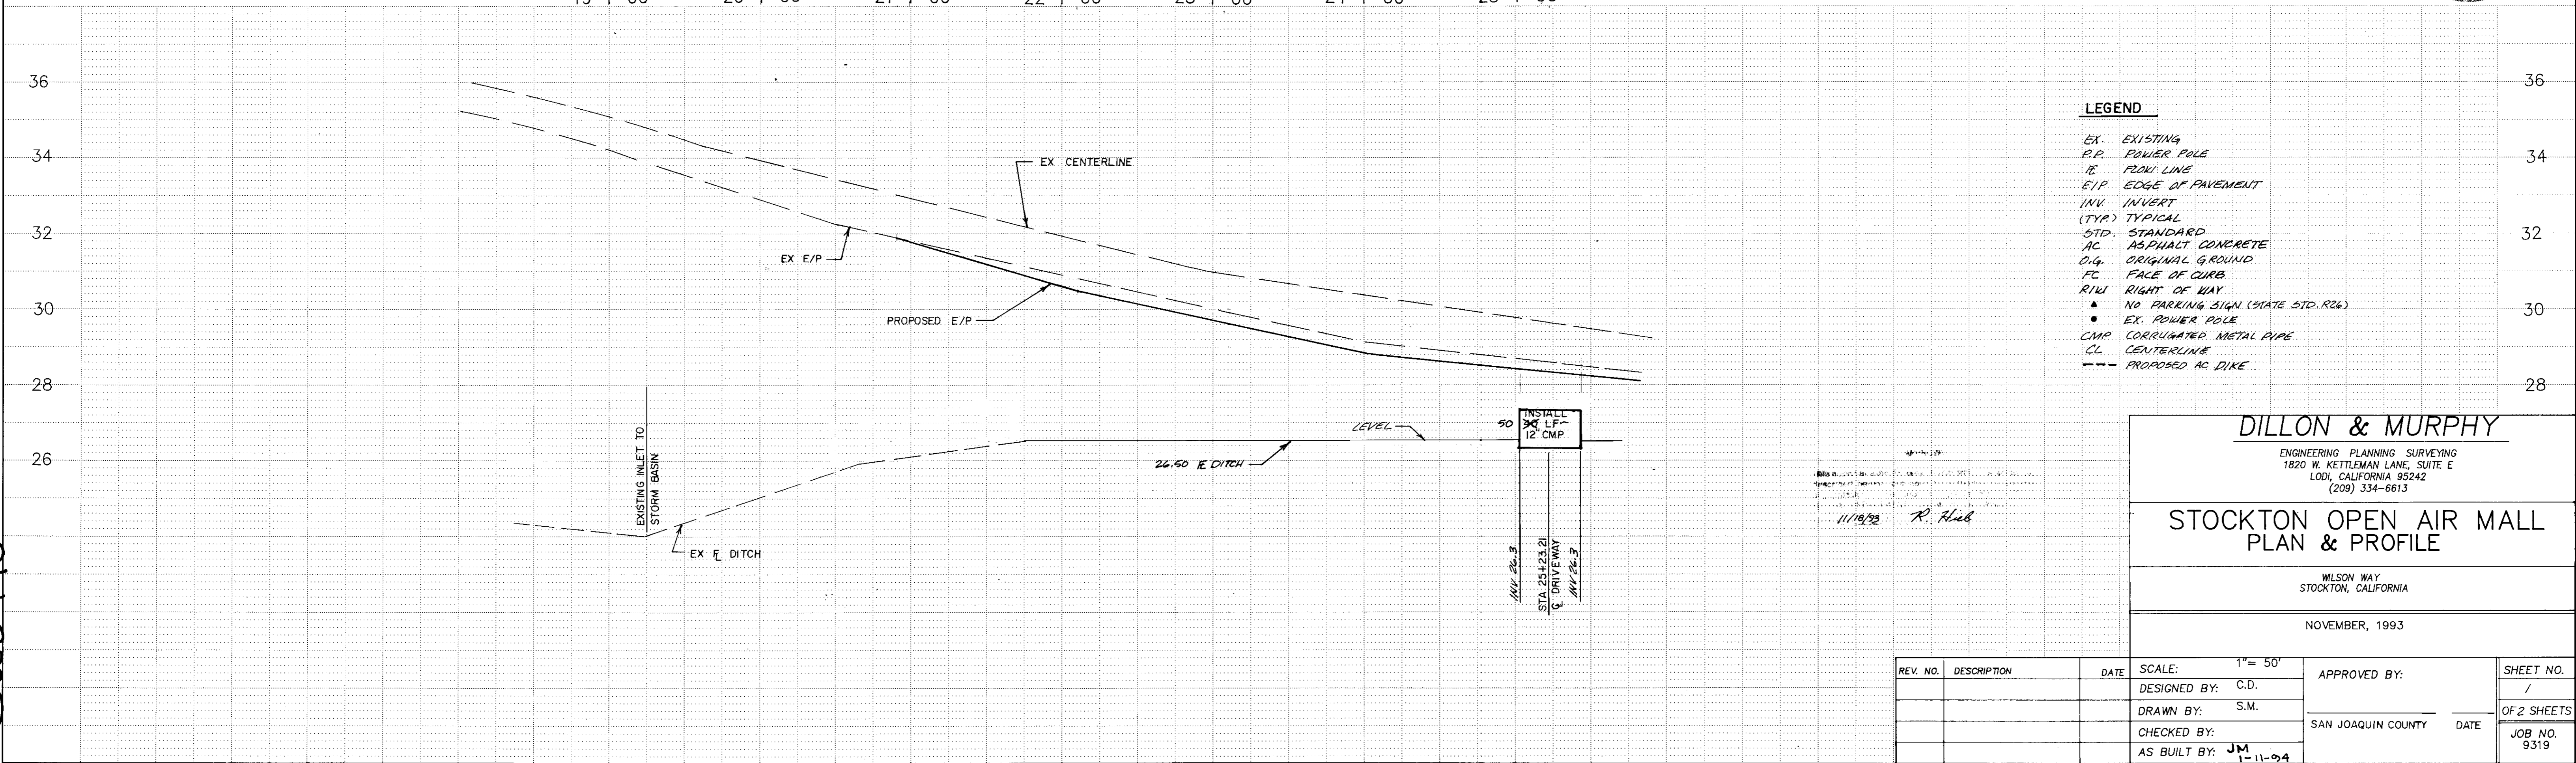 36
34
32
30
28
26
36
34
32
30
28
EX CENTERLINE
EX E/P
PROPOSED E/P
EXISTING INLET TO
STORM BASIN
EX FL DITCH
26.50 FL DITCH
LEVEL
50
INSTALL
LF~
12" CMP
INV 26.3
STA 25+23.21
CL DRIVEWAY
INV 26.3
LEGEND
EX. EXISTING
P.P. POWER POLE
FL FLOW LINE
E/P EDGE OF PAVEMENT
INV. INVERT
(TYP.) TYPICAL
STD. STANDARD
AC ASPHALT CONCRETE
O.G. ORIGINAL GROUND
FC FACE OF CURB
R/W RIGHT OF WAY
▲ NO PARKING SIGN (STATE STD. R26)
● EX. POWER POLE
CMP CORRUGATED METAL PIPE
CL CENTERLINE
--- PROPOSED AC DIKE
11/18/93 R. Hieb
DILLON & MURPHY
ENGINEERING PLANNING SURVEYING
1820 W. KETTLEMAN LANE, SUITE E
LODI, CALIFORNIA 95242
(209) 334-6613
STOCKTON OPEN AIR MALL
PLAN & PROFILE
WILSON WAY
STOCKTON, CALIFORNIA
NOVEMBER, 1993
REV. NO. DESCRIPTION DATE
SCALE: 1"= 50'
DESIGNED BY: C.D.
DRAWN BY: S.M.
CHECKED BY:
AS BUILT BY: JM
1-11-94
APPROVED BY:
SAN JOAQUIN COUNTY DATE
SHEET NO.
1
OF 2 SHEETS
JOB NO.
9319